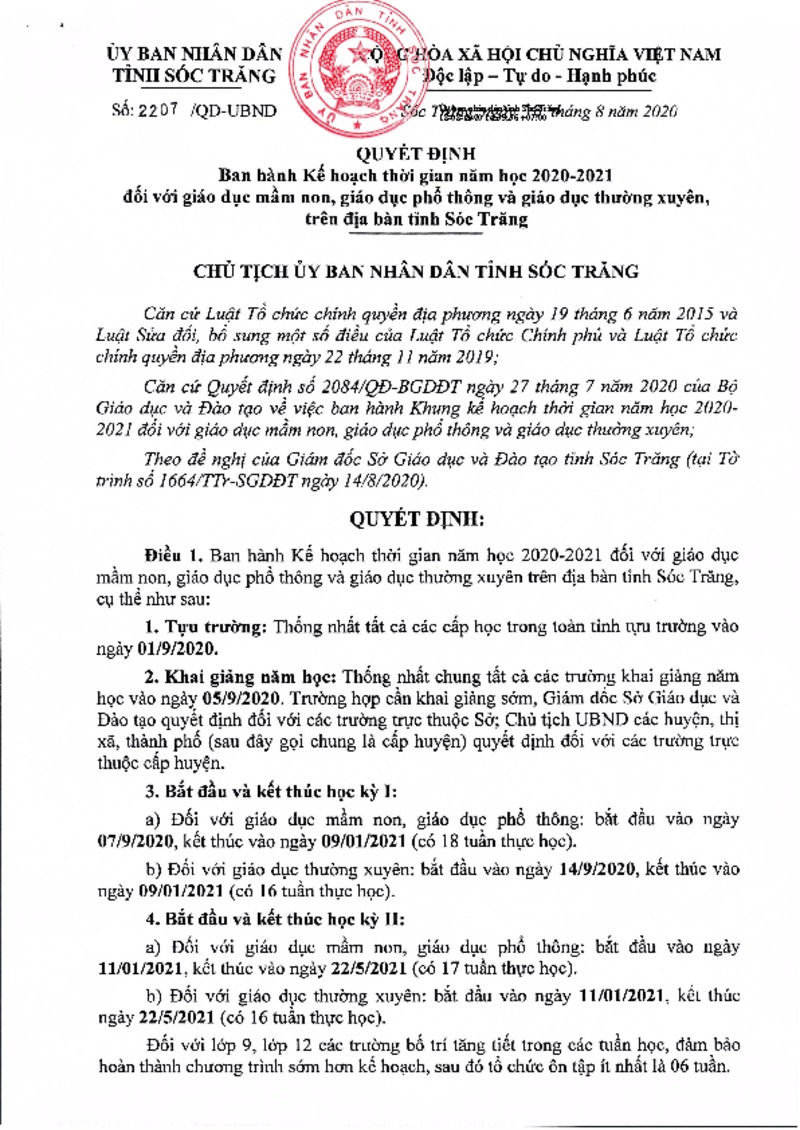 ỦY BAN NHÂN DÂN
TỈNH SÓC TRĂNG
Số: 2207 /QĐ-UBND
HÒA XÃ HỘI CHỦ NGHĨA VIỆT NAM
Độc lập – Tự do - Hạnh phúc
Sóc tháng 8 năm 2020
ỦY BAN NHÂN DÂN TỈNH SÓC TRĂNG
QUYẾT ĐỊNH
Ban hành Kế hoạch thời gian năm học 2020-2021
đối với giáo dục mầm non, giáo dục phổ thông và giáo dục thường xuyên,
trên địa bàn tỉnh Sóc Trăng
CHỦ TỊCH ỦY BAN NHÂN DÂN TỈNH SÓC TRĂNG
Căn cứ Luật Tổ chức chính quyền địa phương ngày 19 tháng 6 năm 2015 và
Luật Sửa đổi, bổ sung một số điều của Luật Tổ chức Chính phủ và Luật Tổ chức
chính quyền địa phương ngày 22 tháng 11 năm 2019;
Căn cứ Quyết định số 2084/QĐ-BGDĐT ngày 27 tháng 7 năm 2020 của Bộ
Giáo dục và Đào tạo về việc ban hành Khung kế hoạch thời gian năm học 2020-
2021 đối với giáo dục mầm non, giáo dục phổ thông và giáo dục thường xuyên;
Theo đề nghị của Giám đốc Sở Giáo dục và Đào tạo tỉnh Sóc Trăng (tại Tờ
trình số 1664/TTr-SGDĐT ngày 14/8/2020).
QUYẾT ĐỊNH:
Điều 1. Ban hành Kế hoạch thời gian năm học 2020-2021 đối với giáo dục
mầm non, giáo dục phổ thông và giáo dục thường xuyên trên địa bàn tỉnh Sóc Trăng,
cụ thể như sau:
1. Tựu trường: Thống nhất tất cả các cấp học trong toàn tỉnh tựu trường vào
ngày 01/9/2020.
2. Khai giảng năm học: Thống nhất chung tất cả các trường khai giảng năm
học vào ngày 05/9/2020. Trường hợp cần khai giảng sớm, Giám đốc Sở Giáo dục và
Đào tạo quyết định đối với các trường trực thuộc Sở; Chủ tịch UBND các huyện, thị
xã, thành phố (sau đây gọi chung là cấp huyện) quyết định đối với các trường trực
thuộc cấp huyện.
3. Bắt đầu và kết thúc học kỳ I:
a) Đối với giáo dục mầm non, giáo dục phổ thông: bắt đầu vào ngày
07/9/2020, kết thúc vào ngày 09/01/2021 (có 18 tuần thực học).
b) Đối với giáo dục thường xuyên: bắt đầu vào ngày 14/9/2020, kết thúc vào
ngày 09/01/2021 (có 16 tuần thực học).
4. Bắt đầu và kết thúc học kỳ II:
a) Đối với giáo dục mầm non, giáo dục phổ thông: bắt đầu vào ngày
11/01/2021, kết thúc vào ngày 22/5/2021 (có 17 tuần thực học).
b) Đối với giáo dục thường xuyên: bắt đầu vào ngày 11/01/2021, kết thúc
ngày 22/5/2021 (có 16 tuần thực học).
Đối với lớp 9, lớp 12 các trường bố trí tăng tiết trong các tuần học, đảm bảo
hoàn thành chương trình sớm hơn kế hoạch, sau đó tổ chức ôn tập ít nhất là 06 tuần.